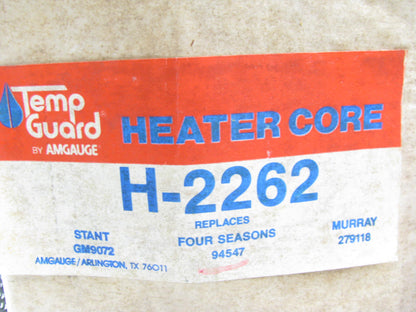 Temp
Guard®
BY AMGAUGE®
HEATER CORE
H-2262
REPLACES
STANT
GM9072
FOUR SEASONS
94547
MURRAY
279118
AMGAUGE/ARLINGTON, TX 76011